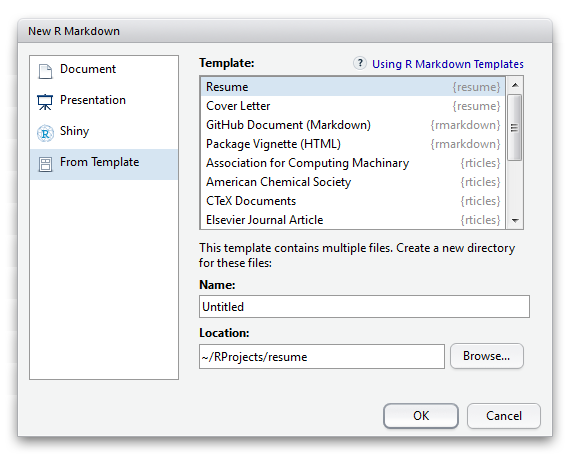 New R Markdown
Document
Presentation
Shiny
From Template
Template:
? Using R Markdown Templates
Resume {resume}
Cover Letter {resume}
GitHub Document (Markdown) {rmarkdown}
Package Vignette (HTML) {rmarkdown}
Association for Computing Machinary {rticles}
American Chemical Society {rticles}
CTeX Documents {rticles}
Elsevier Journal Article {rticles}
This template contains multiple files. Create a new directory
for these files:
Name:
Untitled
Location:
~/RProjects/resume
Browse...
OK
Cancel